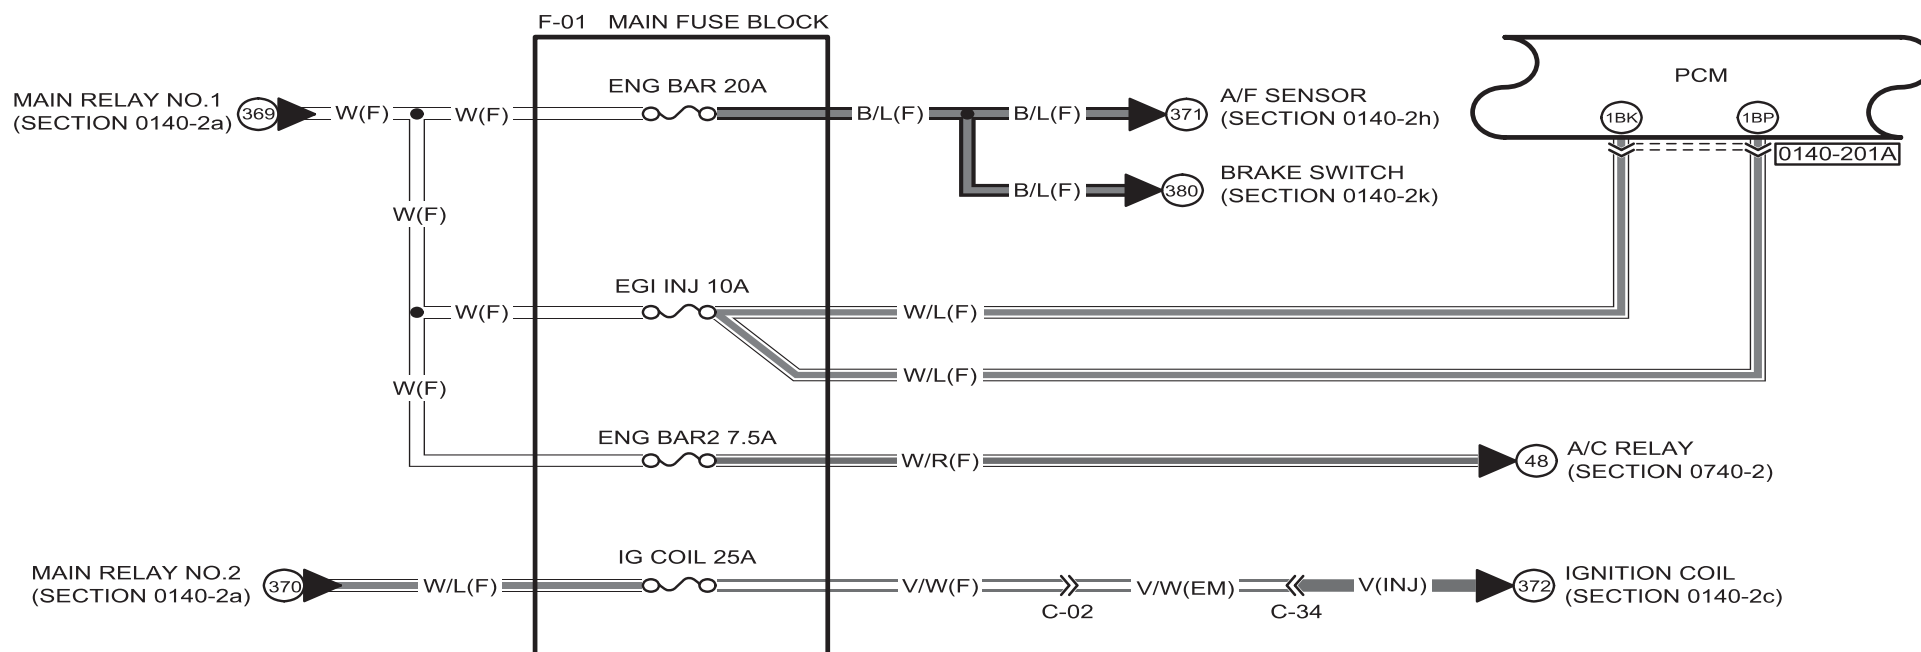 F-01 MAIN FUSE BLOCK
MAIN RELAY NO.1
(SECTION 0140-2a)
369
W(F)
W(F)
ENG BAR 20A
B/L(F)
B/L(F)
371
A/F SENSOR
(SECTION 0140-2h)
PCM
1BK
1BP
0140-201A
B/L(F)
380
BRAKE SWITCH
(SECTION 0140-2k)
W(F)
W(F)
EGI INJ 10A
W/L(F)
W/L(F)
W(F)
ENG BAR2 7.5A
W/R(F)
48
A/C RELAY
(SECTION 0740-2)
MAIN RELAY NO.2
(SECTION 0140-2a)
370
W/L(F)
IG COIL 25A
V/W(F)
C-02
V/W(EM)
C-34
V(INJ)
372
IGNITION COIL
(SECTION 0140-2c)